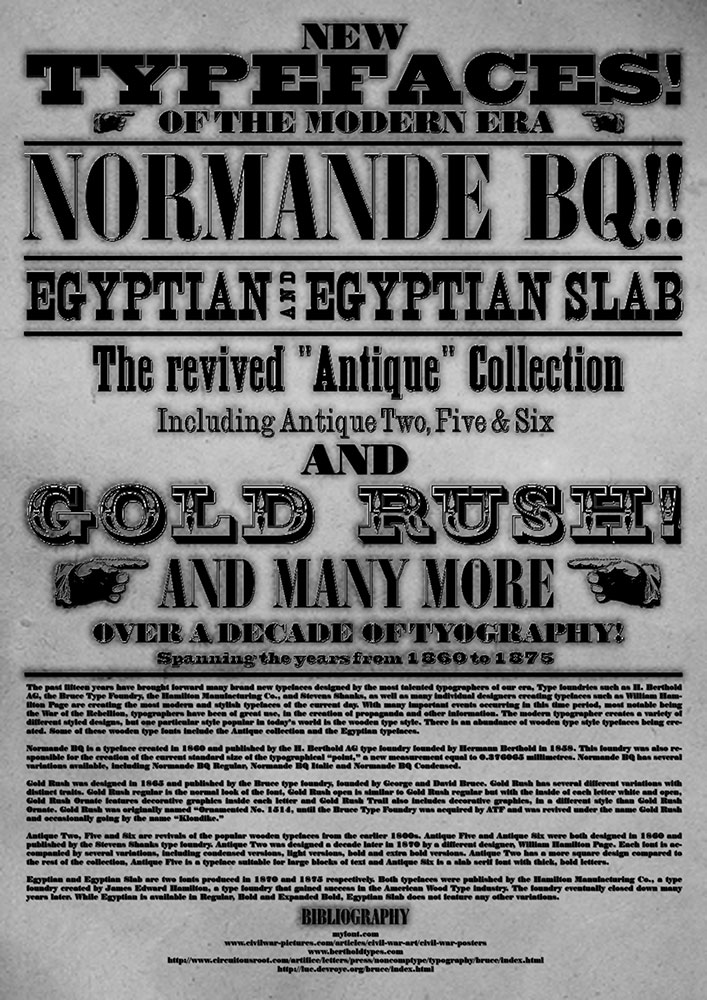 NEW
TYPEFACES!
OF THE MODERN ERA
NORMANDE BQ!!
EGYPTIAN AND EGYPTIAN SLAB
The revived "Antique" Collection
Including Antique Two, Five & Six
AND
GOLD RUSH!
AND MANY MORE
OVER A DECADE OF TYOGRAPHY!
Spanning the years from 1860 to 1875
The past fifteen years have brought forward many brand new typefaces designed by the most talented typographers of our era, Type foundries such as H. Berthold
AG, the Bruce Type Foundry, the Hamilton Manufacturing Co., and Stevens Shanks, as well as many individual designers creating typefaces such as William Ham-
ilton Page are creating the most modern and stylish typefaces of the current day. With many important events occurring in this time period, most notable being
the War of the Rebellion, typographers have been of great use, in the creation of propaganda and other information. The modern typographer creates a variety of
different styled designs, but one particular style popular in today's world is the wooden type style. There is an abundance of wooden type style typefaces being cre-
ated. Some of these wooden type fonts include the Antique collection and the Egyptian typefaces.
Normande BQ is a typeface created in 1860 and published by the H. Berthold AG type foundry founded by Hermann Berthold in 1858. This foundry was also re-
sponsible for the creation of the current standard size of the typographical "point," a new measurement equal to 0.376065 millimetres. Normande BQ has several
variations available, including Normande BQ Regular, Normande BQ Italic and Normande BQ Condensed.
Gold Rush was designed in 1865 and published by the Bruce type foundry, founded by George and David Bruce. Gold Rush has several different variations with
distinct traits. Gold Rush regular is the normal look of the font, Gold Rush open is similar to Gold Rush regular but with the inside of each letter white and open,
Gold Rush Ornate features decorative graphics inside each letter and Gold Rush Trail also includes decorative graphics, in a different style than Gold Rush
Ornate. Gold Rush was originally named "Ornamented No. 1514, until the Bruce Type Foundry was acquired by ATF and was revived under the name Gold Rush
and occasionally going by the name "Klondike."
Antique Two, Five and Six are revivals of the popular wooden typefaces from the earlier 1800s. Antique Five and Antique Six were both designed in 1860 and
published by the Stevens Shanks type foundry. Antique Two was designed a decade later in 1870 by a different designer, William Hamilton Page. Each font is ac-
companied by several variations, including condensed versions, light versions, bold and extra bold versions. Antique Two has a more square design compared to
the rest of the collection, Antique Five is a typeface suitable for large blocks of text and Antique Six is a slab serif font with thick, bold letters.
Egyptian and Egyptian Slab are two fonts produced in 1870 and 1875 respectively. Both typefaces were published by the Hamilton Manufacturing Co., a type
foundry created by James Edward Hamilton, a type foundry that gained success in the American Wood Type industry. The foundry eventually closed down many
years later. While Egyptian is available in Regular, Bold and Expanded Bold, Egyptian Slab does not feature any other variations.
BIBLIOGRAPHY
myfont.com
www.civilwar-pictures.com/articles/civil-war-art/civil-war-posters
www.bertholdtypes.com
http://www.circuitousroot.com/artifice/letters/press/noncomptype/typography/bruce/index.html
http://luc.devroye.org/bruce/index.html